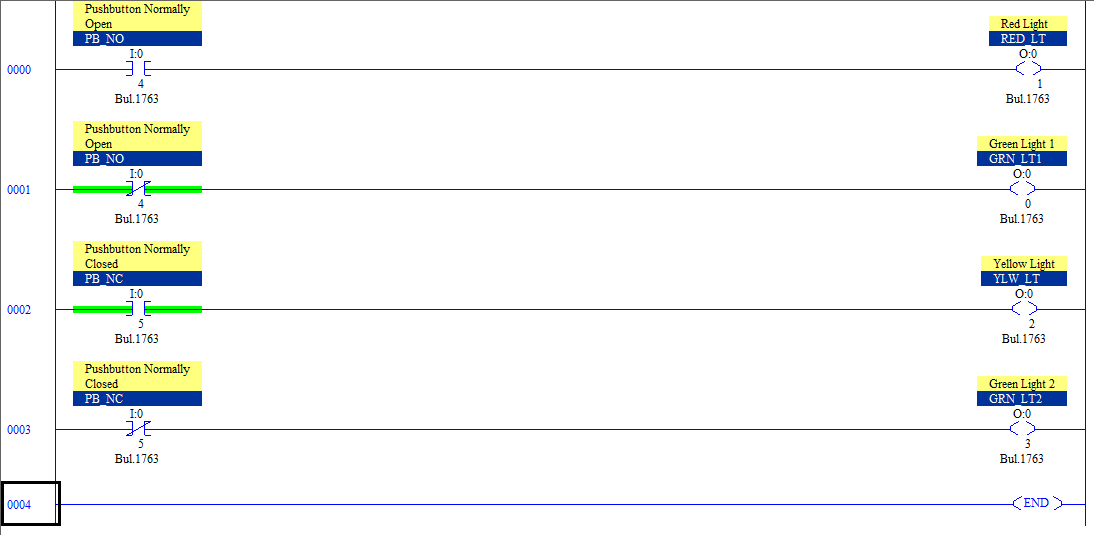 Pushbutton Normally
Open
PB_NO
I:0
4
Bul.1763
Red Light
RED_LT
O:0
1
Bul.1763
0000
Pushbutton Normally
Open
PB_NO
I:0
4
Bul.1763
Green Light 1
GRN_LT1
O:0
0
Bul.1763
0001
Pushbutton Normally
Closed
PB_NC
I:0
5
Bul.1763
Yellow Light
YLW_LT
O:0
2
Bul.1763
0002
Pushbutton Normally
Closed
PB_NC
I:0
5
Bul.1763
Green Light 2
GRN_LT2
O:0
3
Bul.1763
0003
0004
END